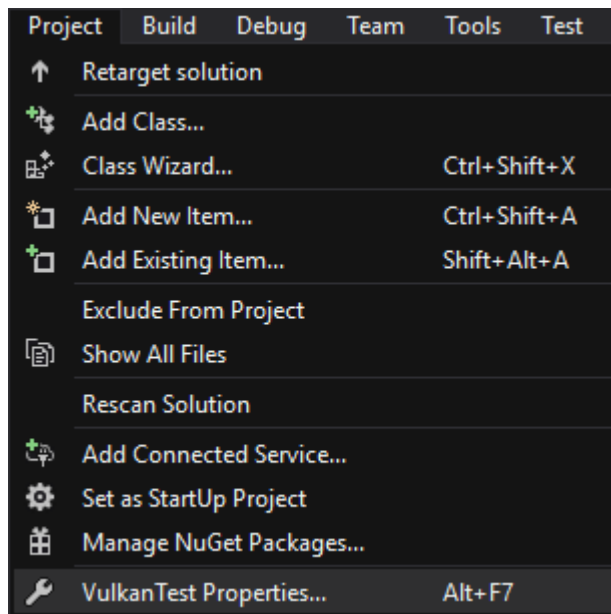 Project Build Debug Team Tools Test
Retarget solution
Add Class...
Class Wizard... Ctrl+Shift+X
Add New Item... Ctrl+Shift+A
Add Existing Item... Shift+Alt+A
Exclude From Project
Show All Files
Rescan Solution
Add Connected Service...
Set as StartUp Project
Manage NuGet Packages...
VulkanTest Properties... Alt+F7